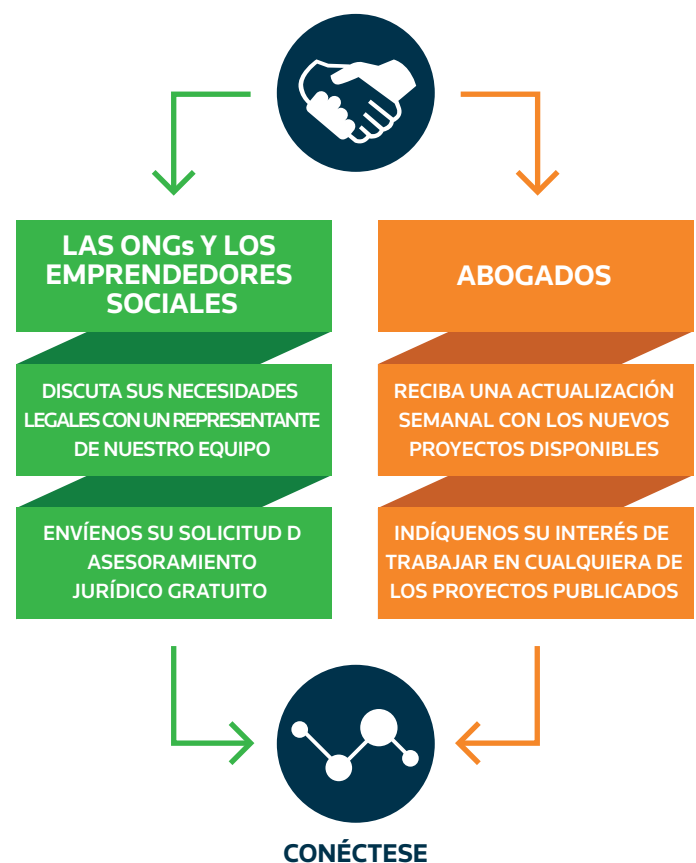 LAS ONGs Y LOS
EMPRENDEDORES
SOCIALES
DISCUTA SUS NECESIDADES
LEGALES CON UN REPRESENTANTE
DE NUESTRO EQUIPO
ENVÍENOS SU SOLICITUD D
ASESORAMIENTO
JURÍDICO GRATUITO
ABOGADOS
RECIBA UNA ACTUALIZACIÓN
SEMANAL CON LOS NUEVOS
PROYECTOS DISPONIBLES
INDÍQUENOS SU INTERÉS DE
TRABAJAR EN CUALQUIERA DE
LOS PROYECTOS PUBLICADOS
CONÉCTESE